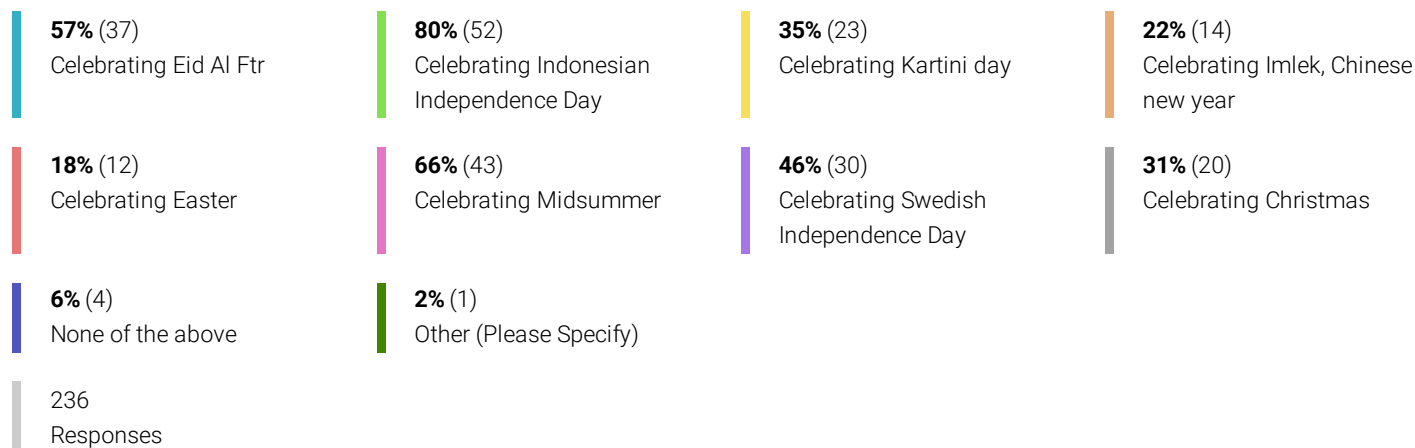 57% (37)
Celebrating Eid Al Ftr
80% (52)
Celebrating Indonesian
Independence Day
35% (23)
Celebrating Kartini day
22% (14)
Celebrating Imlek, Chinese
new year
18% (12)
Celebrating Easter
66% (43)
Celebrating Midsummer
46% (30)
Celebrating Swedish
Independence Day
31% (20)
Celebrating Christmas
6% (4)
None of the above
2% (1)
Other (Please Specify)
236
Responses